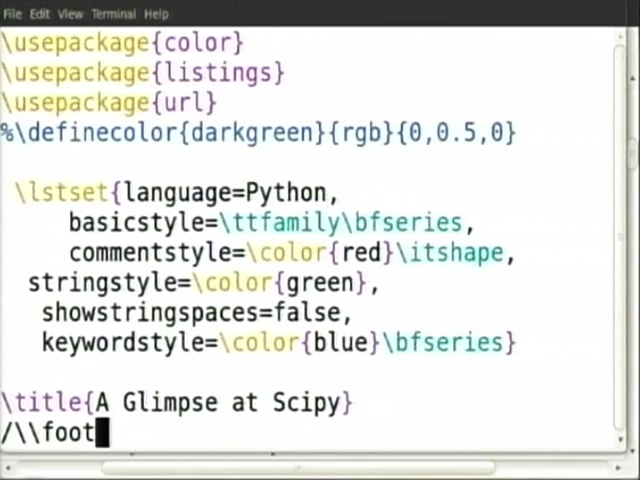 File Edit View Terminal Help
\usepackage{color}
\usepackage{listings}
\usepackage{url}
%\definecolor{darkgreen}{rgb}{0,0.5,0}
\lstset{language=Python,
basicstyle=\ttfamily\bfseries,
commentstyle=\color{red}\itshape,
stringstyle=\color{green},
showstringspaces=false,
keywordstyle=\color{blue}\bfseries}
\title{A Glimpse at Scipy}
/\\foot